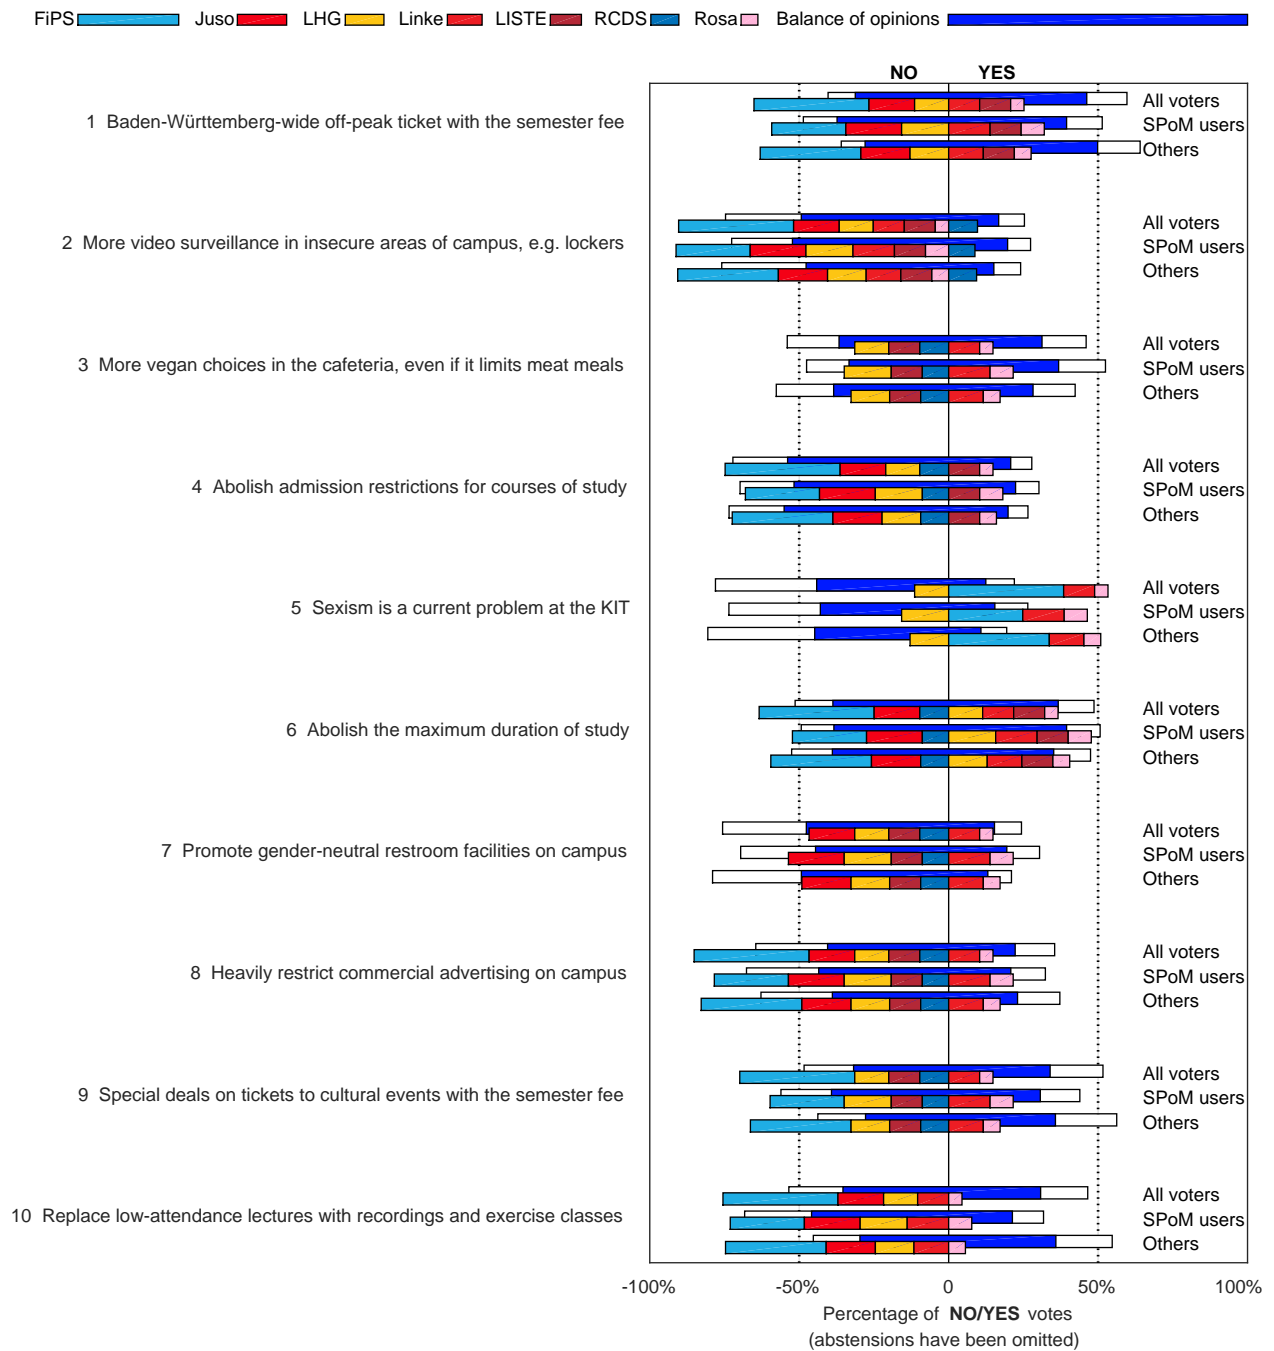 FiPS Juso LHG Linke LISTE RCDS Rosa Balance of opinions
NO YES
All voters
1 Baden-Württemberg-wide off-peak ticket with the semester fee
SPoM users
Others
All voters
2 More video surveillance in insecure areas of campus, e.g. lockers
SPoM users
Others
All voters
3 More vegan choices in the cafeteria, even if it limits meat meals
SPoM users
Others
All voters
4 Abolish admission restrictions for courses of study
SPoM users
Others
All voters
5 Sexism is a current problem at the KIT
SPoM users
Others
All voters
6 Abolish the maximum duration of study
SPoM users
Others
All voters
7 Promote gender-neutral restroom facilities on campus
SPoM users
Others
All voters
8 Heavily restrict commercial advertising on campus
SPoM users
Others
All voters
9 Special deals on tickets to cultural events with the semester fee
SPoM users
Others
All voters
10 Replace low-attendance lectures with recordings and exercise classes
SPoM users
Others
-100% -50% 0 50% 100%
Percentage of NO/YES votes
(abstensions have been omitted)